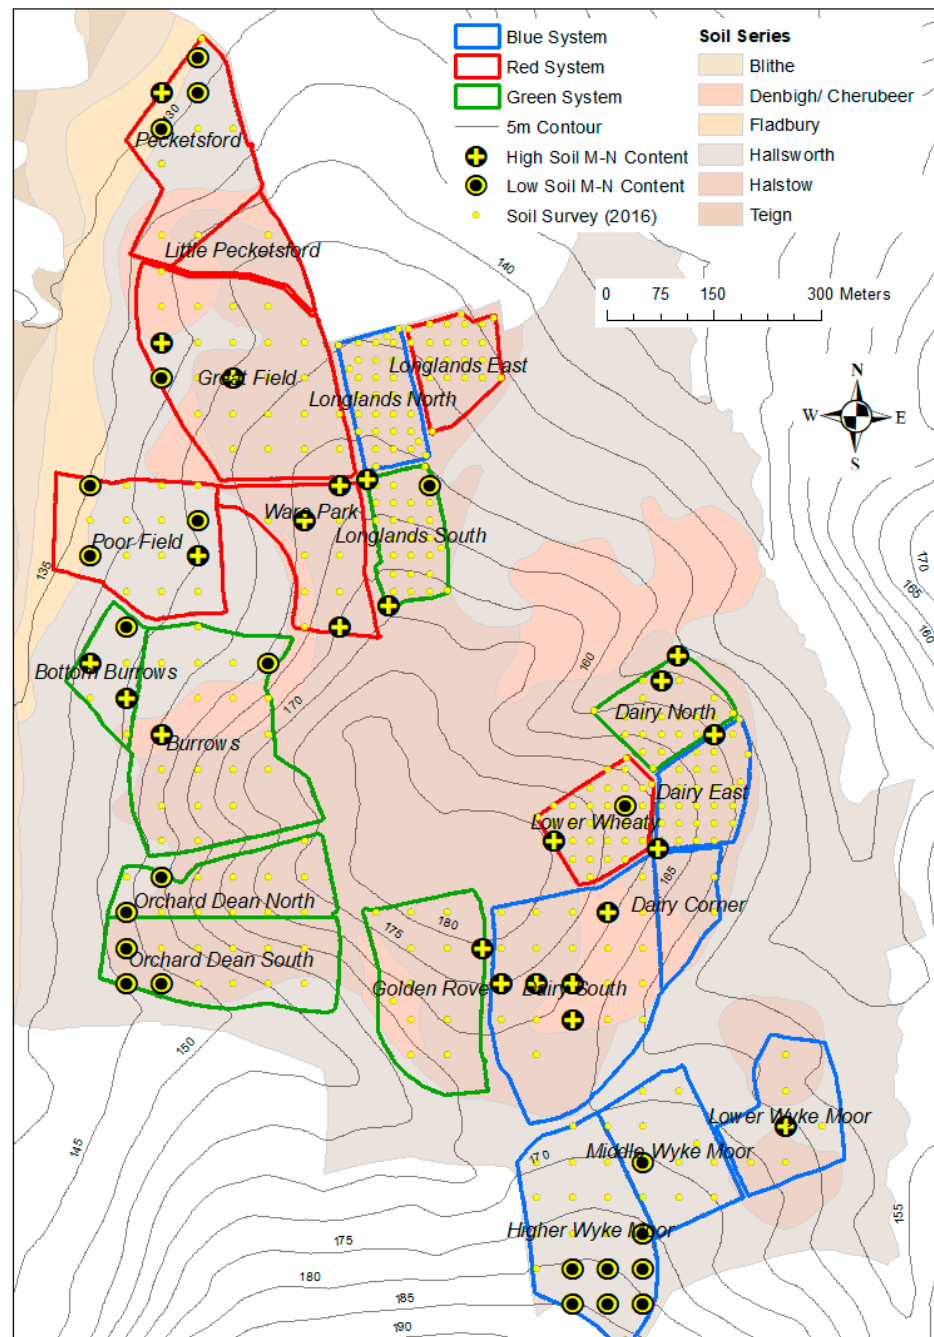 Blue System
Red System
Green System
5m Contour
High Soil M-N Content
Low Soil M-N Content
Soil Survey (2016)
Soil Series
Blithe
Denbigh/ Cherubeer
Fladbury
Hallsworth
Halstow
Teign
0 75 150 300 Meters
N
W E
S
130
Pecketsford
Little Pecketsford
140
Great Field
Longlands East
Longlands North
Ware Park
Longlands South
Poor Field
135
170
165
160
160
Bottom Burrows
170
Burrows
Dairy North
Dairy East
Lower Wheaty
165
Orchard Dean North
Dairy Corner
175
180
Orchard Dean South
Golden Rove
Dairy South
150
145
Lower Wyke Moor
170
Middle Wyke Moor
155
Higher Wyke Moor
175
180
185
190